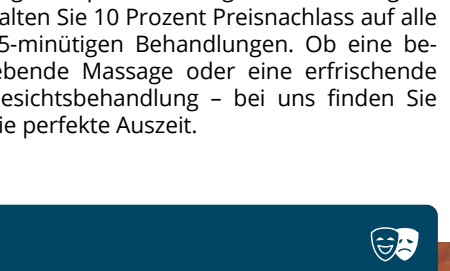 alten Sie 10 Prozent Preisnachlass auf alle
5-minütigen Behandlungen. Ob eine be-
ebende Massage oder eine erfrischende
esichtsbehandlung – bei uns finden Sie
ie perfekte Auszeit.